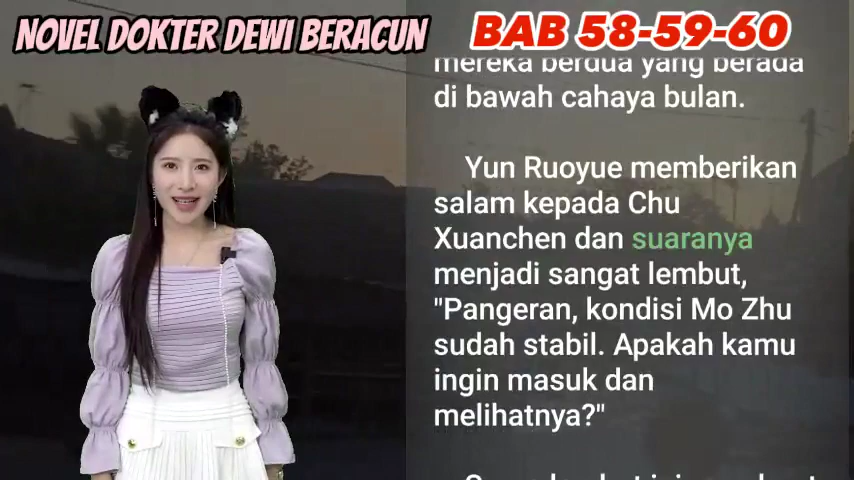 NOVEL DOKTER DEWI BERACUN
BAB 58-59-60
mereka berdua yang berada
di bawah cahaya bulan.
Yun Ruoyue memberikan
salam kepada Chu
Xuanchen dan suaranya
menjadi sangat lembut,
"Pangeran, kondisi Mo Zhu
sudah stabil. Apakah kamu
ingin masuk dan
melihatnya?"